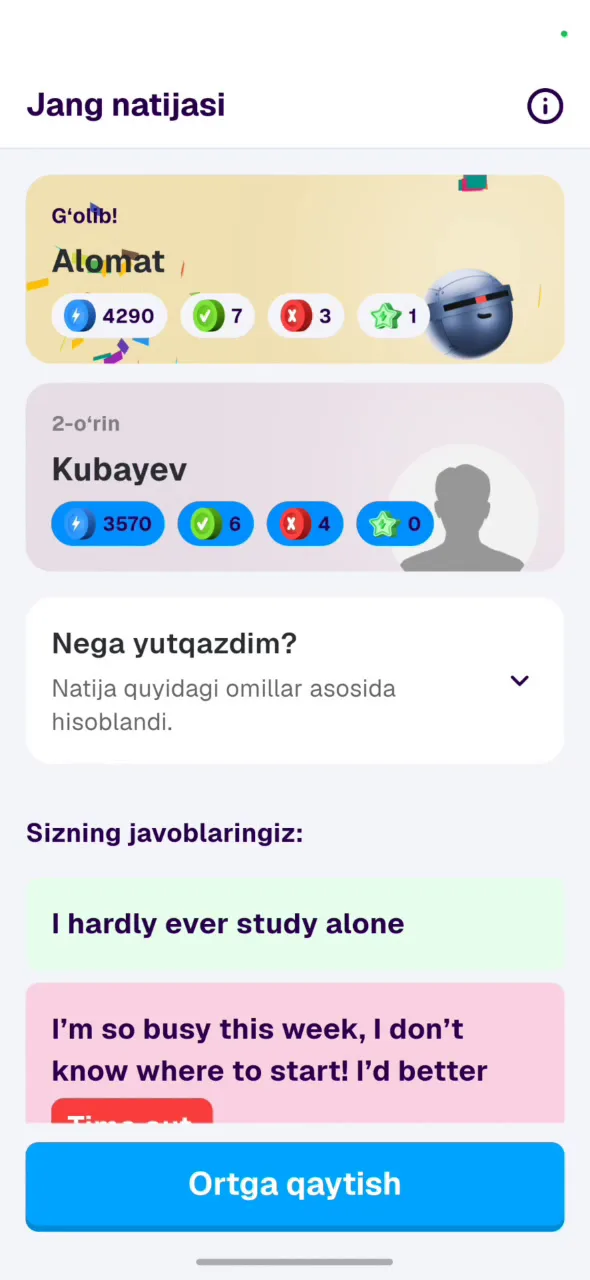 Jang natijasi
G‘olib!
Alomat
4290 7 3 1
2-o‘rin
Kubayev
3570 6 4 0
Nega yutqazdim?
Natija quyidagi omillar asosida
hisoblandi.
Sizning javoblaringiz:
I hardly ever study alone
I’m so busy this week, I don’t
know where to start! I’d better
Time out
Ortga qaytish